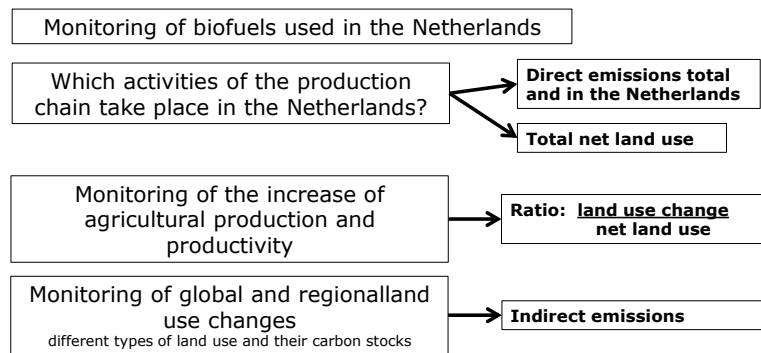 Monitoring of biofuels used in the Netherlands
Which activities of the production
chain take place in the Netherlands?
Direct emissions total
and in the Netherlands
Total net land use
Monitoring of the increase of
agricultural production and
productivity
Ratio: land use change
net land use
Monitoring of global and regionalland
use changes
different types of land use and their carbon stocks
Indirect emissions